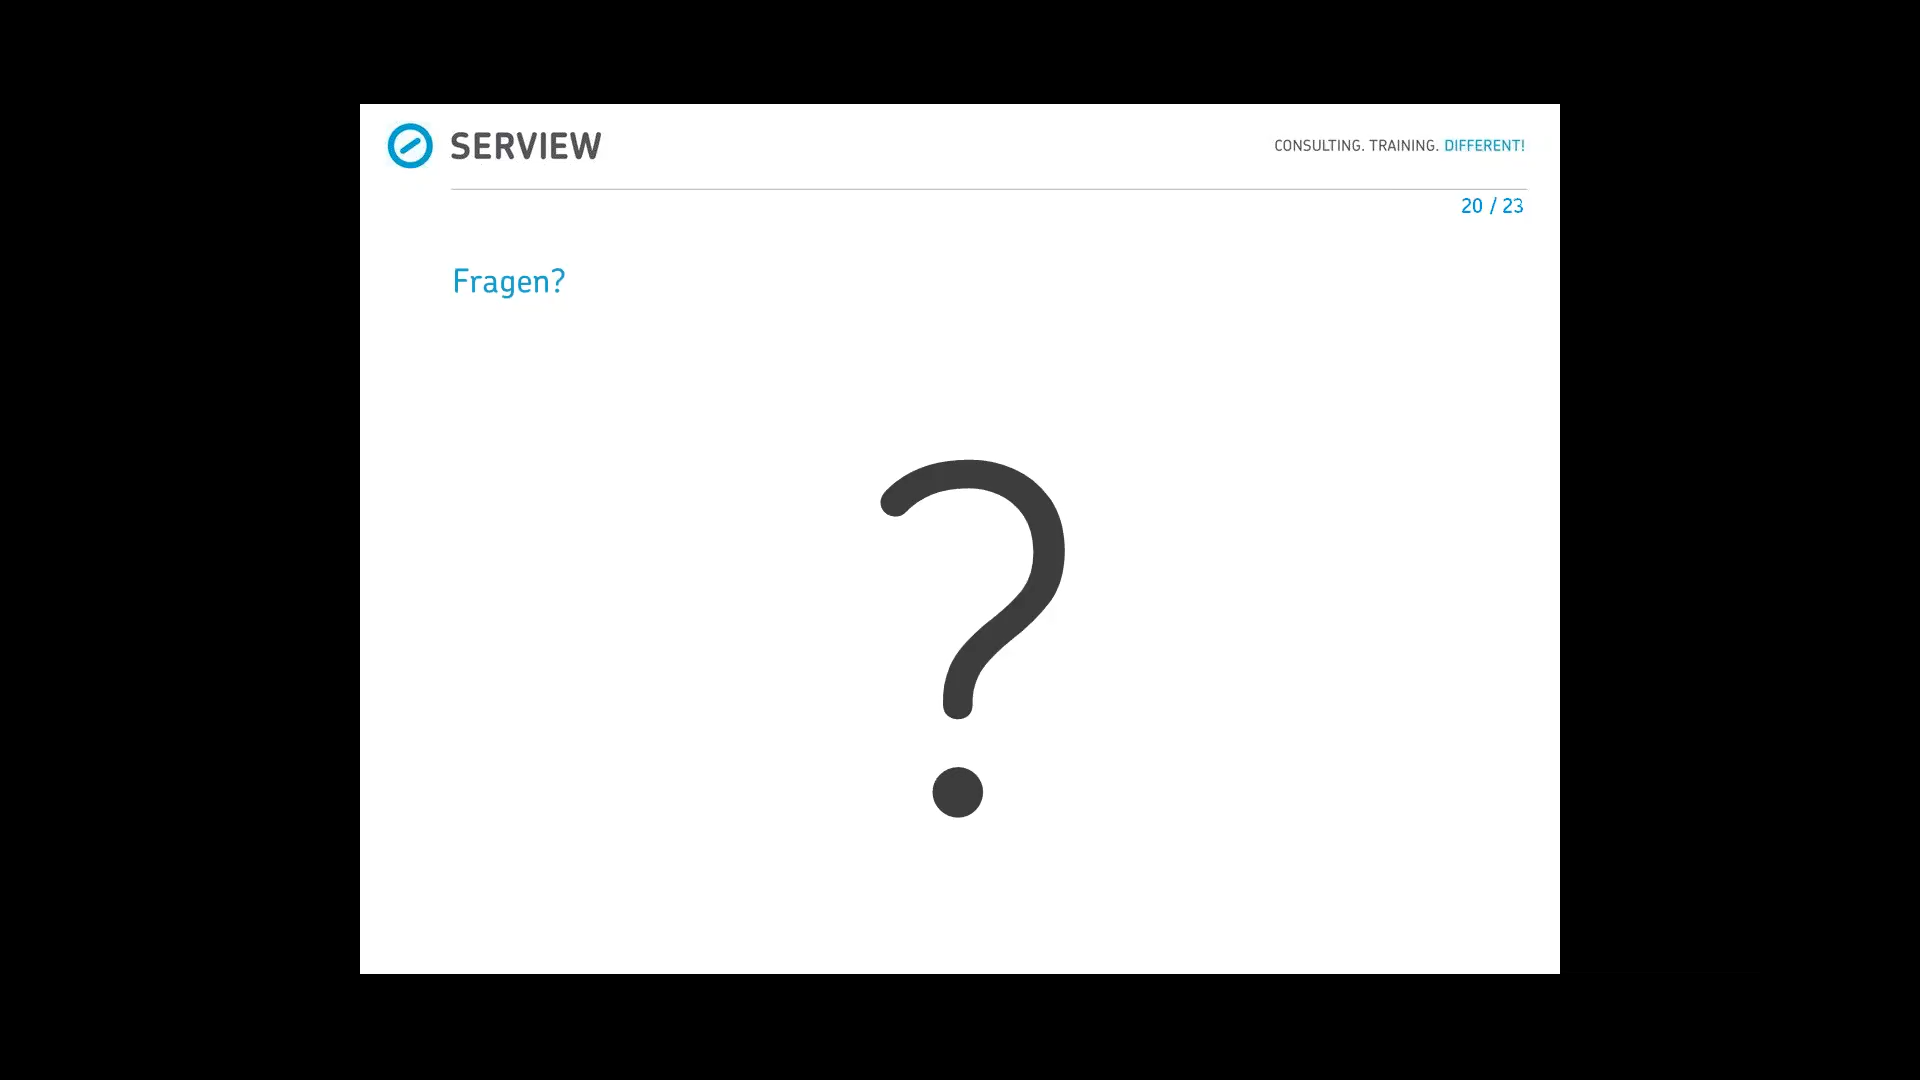 SERVIEW
CONSULTING. TRAINING. DIFFERENT!
20 / 23
Fragen?
?